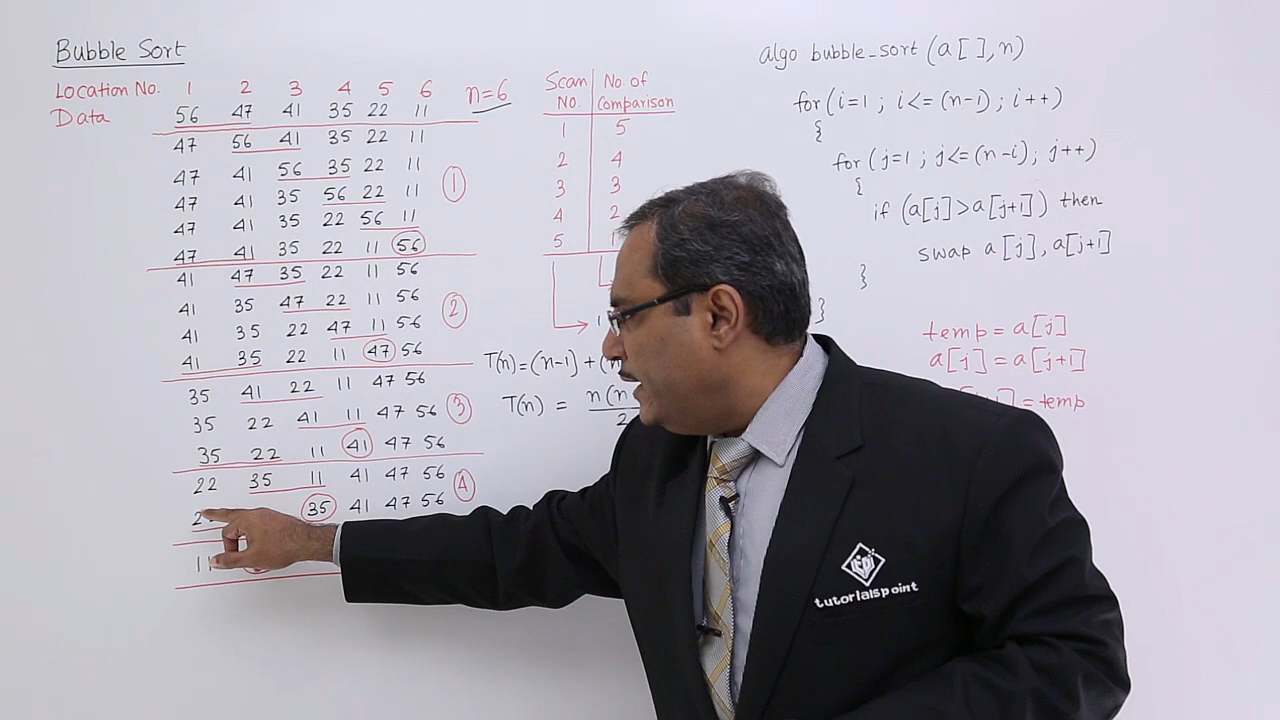 Bubble Sort
Location No. 1 2 3 4 5 6
Data 56 47 41 35 22 11
n=6
47 56 41 35 22 11
47 41 56 35 22 11
47 41 35 56 22 11
47 41 35 22 56 11
47 41 35 22 11 56
1
41 47 35 22 11 56
41 35 47 22 11 56
41 35 22 47 11 56
41 35 22 11 47 56
2
35 41 22 11 47 56
35 22 41 11 47 56
35 22 11 41 47 56
3
22 35 11 41 47 56
35 41 47 56
4
11
Scan No. No. of Comparison
1 5
2 4
3 3
4 2
5 1
T(n)=(n-1)+(n
T(n) = n(n
2
algo bubble_sort (a[ ], n)
for (i=1 ; i<=(n-1) ; i++)
{
for (j=1 ; j<=(n-i); j++)
{
if (a[j]>a[j+1]) then
swap a[j], a[j+1]
}
}
temp = a[j]
a[j] = a[j+1]
] = temp
tutorialspoint